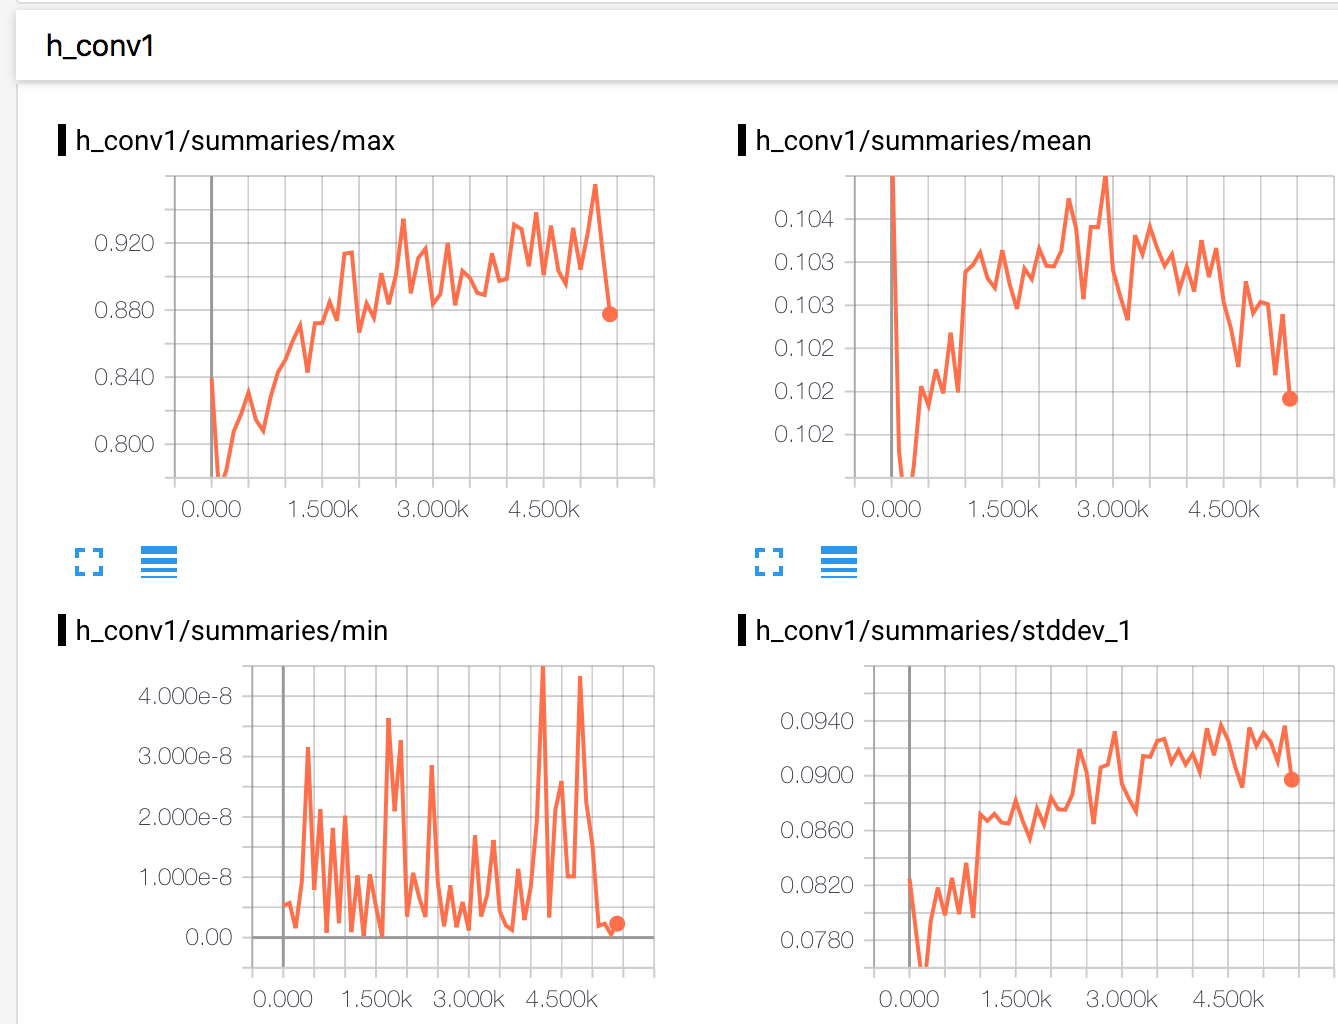 h_conv1
h_conv1/summaries/max
0.920
0.880
0.840
0.800
0.000 1.500k 3.000k 4.500k
h_conv1/summaries/mean
0.104
0.103
0.103
0.102
0.102
0.102
0.000 1.500k 3.000k 4.500k
h_conv1/summaries/min
4.000e-8
3.000e-8
2.000e-8
1.000e-8
0.00
0.000 1.500k 3.000k 4.500k
h_conv1/summaries/stddev_1
0.0940
0.0900
0.0860
0.0820
0.0780
0.000 1.500k 3.000k 4.500k